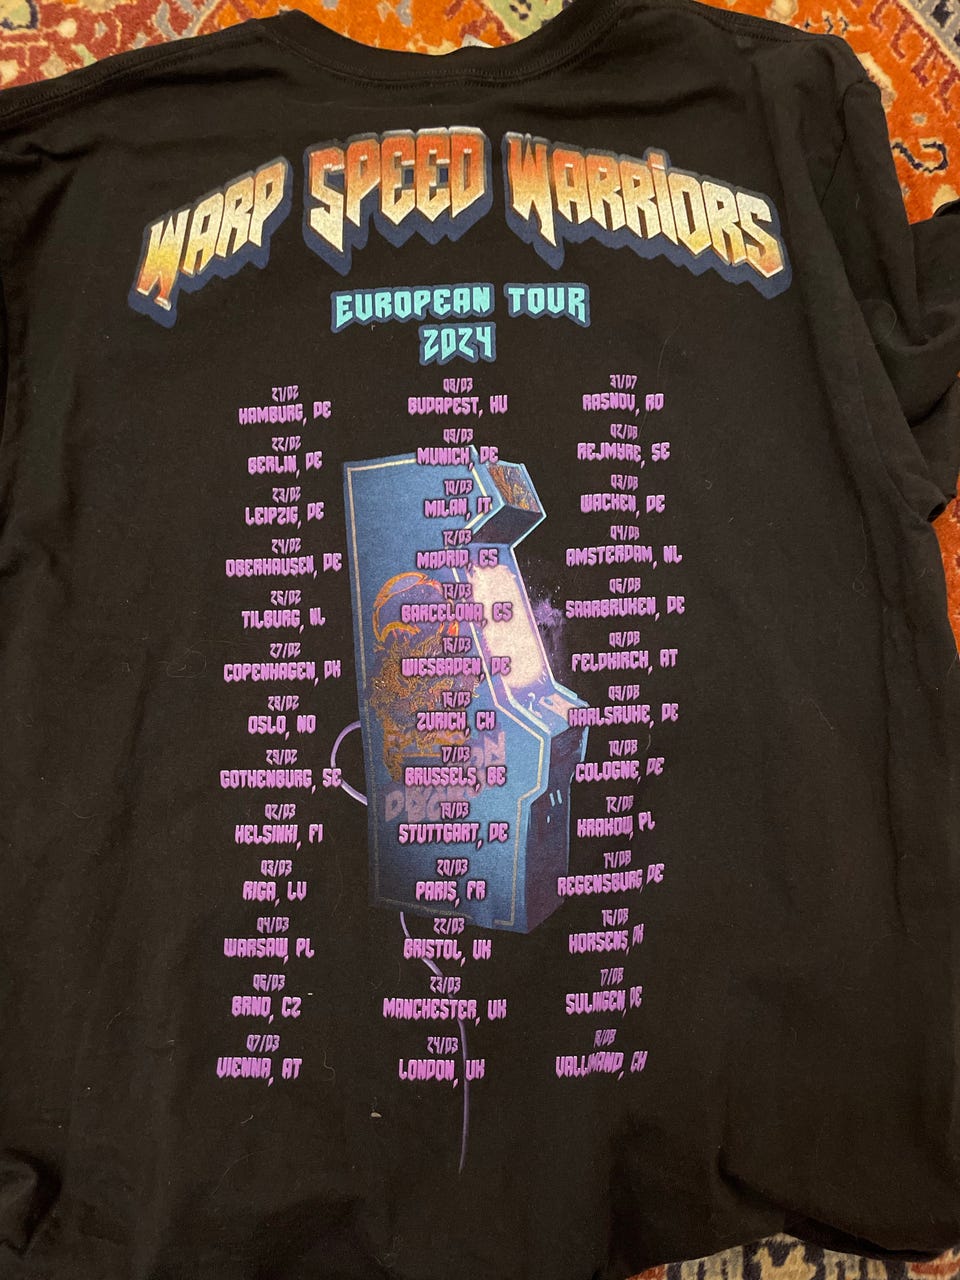 WARP SPEED WARRIORS
EUROPEAN TOUR
2024
21/02
HAMBURG, DE
22/02
BERLIN, DE
23/02
LEIPZIG, DE
24/02
OBERHAUSEN, DE
26/02
TILBURG, NL
27/02
COPENHAGEN, DK
28/02
OSLO, NO
29/02
GOTHENBURG, SE
02/03
HELSINKI, FI
03/03
RIGA, LV
04/03
WARSAW, PL
06/03
BRNO, CZ
07/03
VIENNA, AT
08/03
BUDAPEST, HU
09/03
MUNICH, DE
10/03
MILAN, IT
12/03
MADRID, ES
13/03
BARCELONA, ES
15/03
WIESBADEN, DE
16/03
ZURICH, CH
17/03
BRUSSELS, BE
19/03
STUTTGART, DE
20/03
PARIS, FR
22/03
BRISTOL, UK
23/03
MANCHESTER, UK
24/03
LONDON, UK
31/07
RASNOV, RO
02/08
REJMYRE, SE
03/08
WACKEN, DE
04/08
AMSTERDAM, NL
06/08
SAARBRUKEN, DE
08/08
FELDKIRCH, AT
09/08
KARLSRUHE, DE
10/08
COLOGNE, DE
12/08
KRAKOW, PL
14/08
REGENSBURG, DE
16/08
HORSENS, DK
17/08
SULINGEN, DE
/08
CH